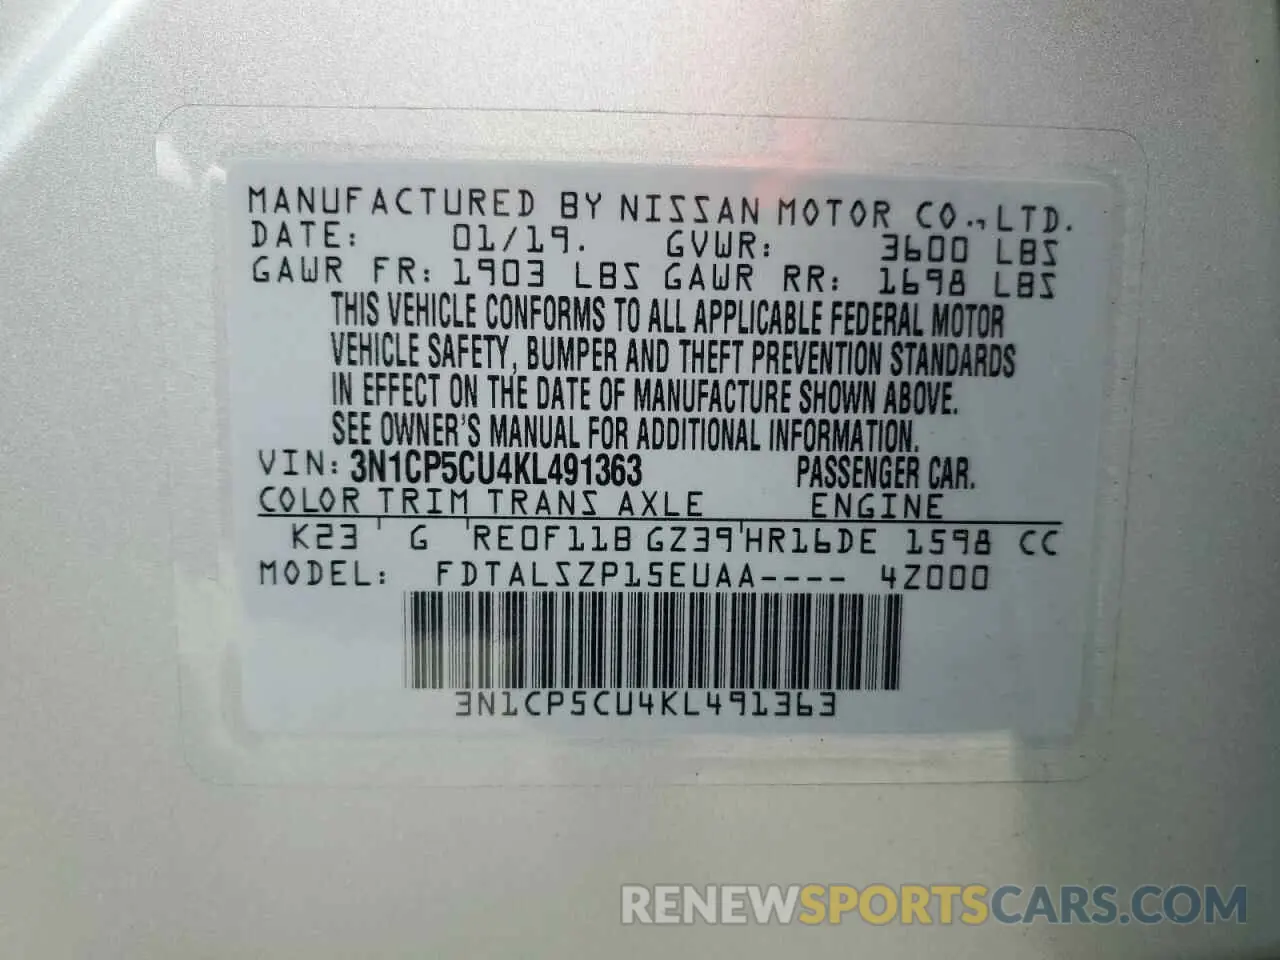 MANUFACTURED BY NISSAN MOTOR CO.,LTD.
DATE: 01/19. GVWR: 3600 LBS
GAWR FR: 1903 LBS GAWR RR: 1698 LBS
THIS VEHICLE CONFORMS TO ALL APPLICABLE FEDERAL MOTOR
VEHICLE SAFETY, BUMPER AND THEFT PREVENTION STANDARDS
IN EFFECT ON THE DATE OF MANUFACTURE SHOWN ABOVE.
SEE OWNER'S MANUAL FOR ADDITIONAL INFORMATION.
VIN: 3N1CP5CU4KL491363 PASSENGER CAR.
COLOR TRIM TRANS AXLE ENGINE
K23 G RE0F11B GZ39 HR16DE 1598 CC
MODEL: FDTALSZP15EUAA---- 4Z000
3N1CP5CU4KL491363
RENEWSPORTSCARS.COM